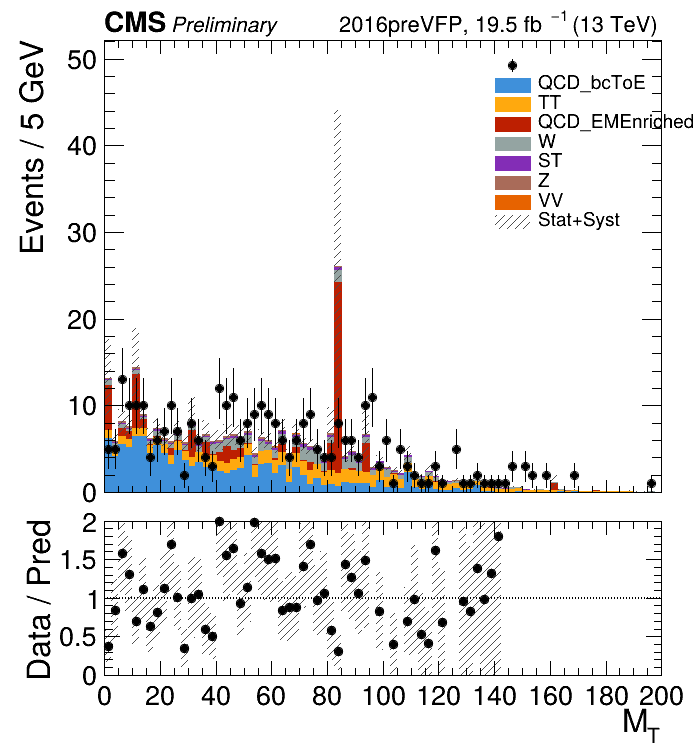 CMS Preliminary 2016preVFP, 19.5 fb ⁻¹ (13 TeV)
Events / 5 GeV
50
40
30
20
10
0
QCD_bcToE
TT
QCD_EMEnriched
W
ST
Z
VV
Stat+Syst
Data / Pred
2
1.5
1
0.5
0
0 20 40 60 80 100 120 140 160 180 200
M_T